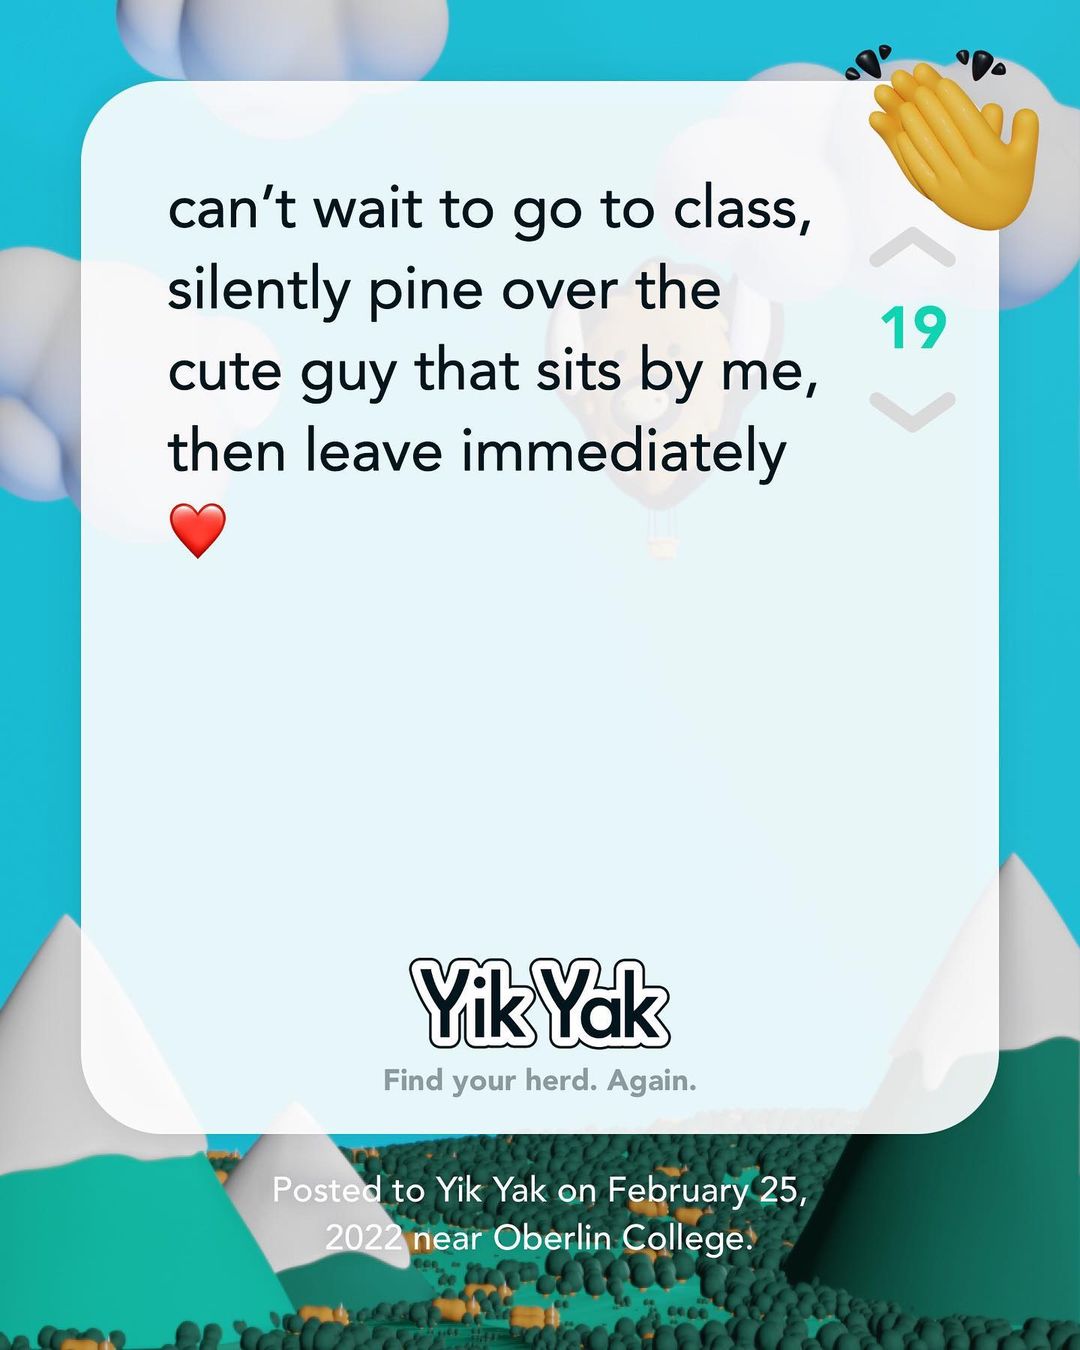 can’t wait to go to class,
silently pine over the
cute guy that sits by me,
then leave immediately
❤️
19
Yik Yak
Find your herd. Again.
Posted to Yik Yak on February 25,
2022 near Oberlin College.